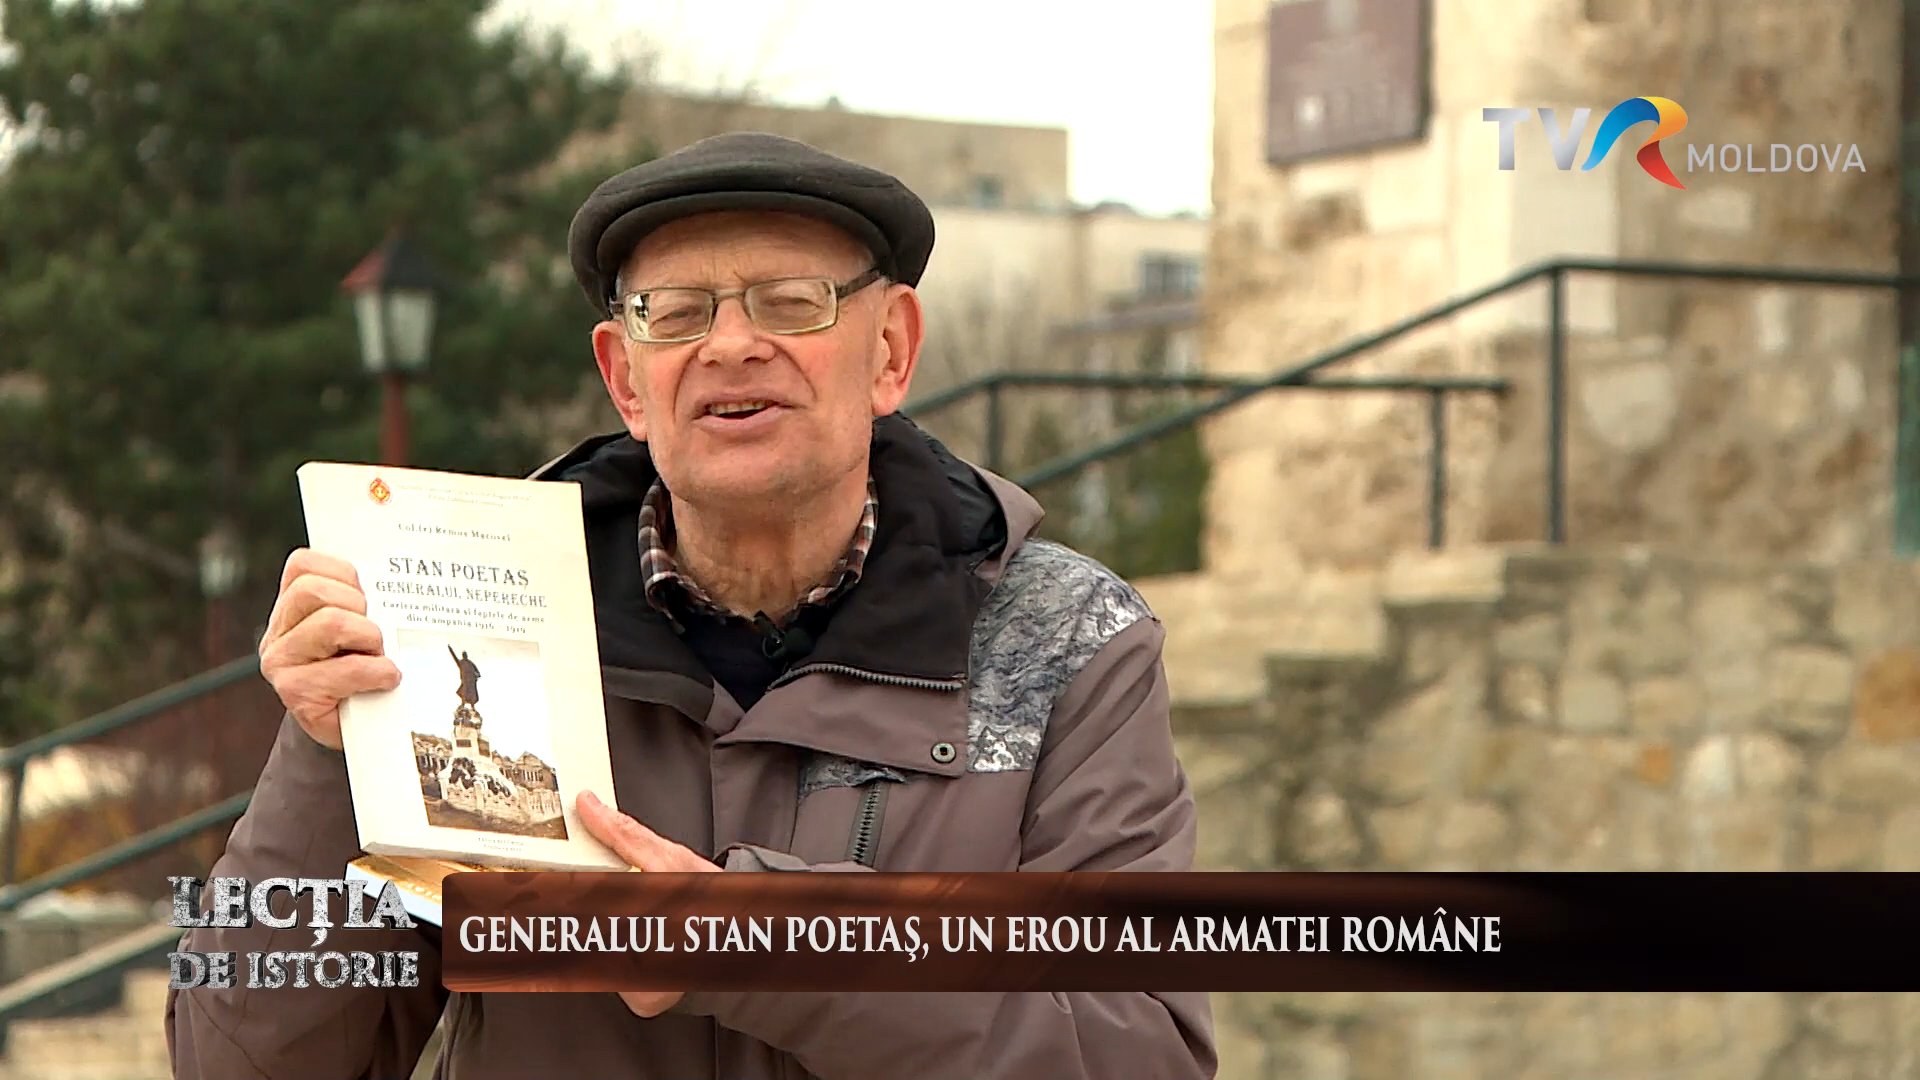 TVR MOLDOVA
Col (r) Remus Macovei
STAN POETAȘ
GENERALUL NEPERECHE
Cariera militară și faptele de arme
din Campania 1916 - 1919
LECȚIA
DE ISTORIE
GENERALUL STAN POETAŞ, UN EROU AL ARMATEI ROMÂNE